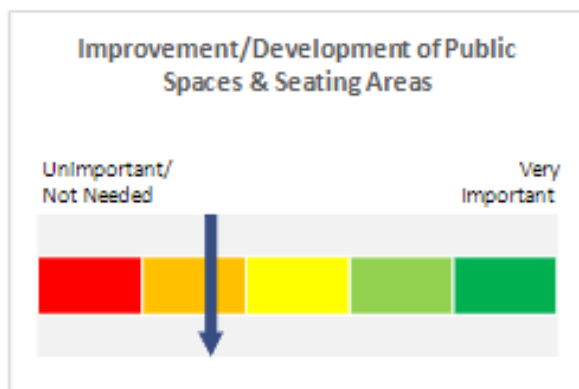 Improvement/Development of Public
Spaces & Seating Areas
Unimportant/
Not Needed
Very
Important